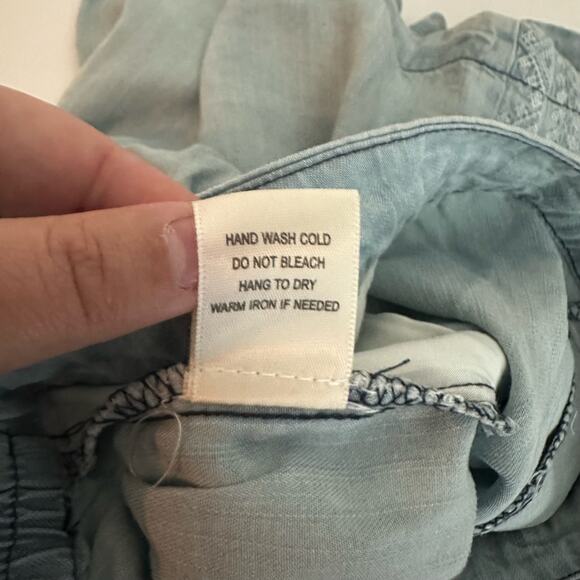 HAND WASH COLD
DO NOT BLEACH
HANG TO DRY
WARM IRON IF NEEDED